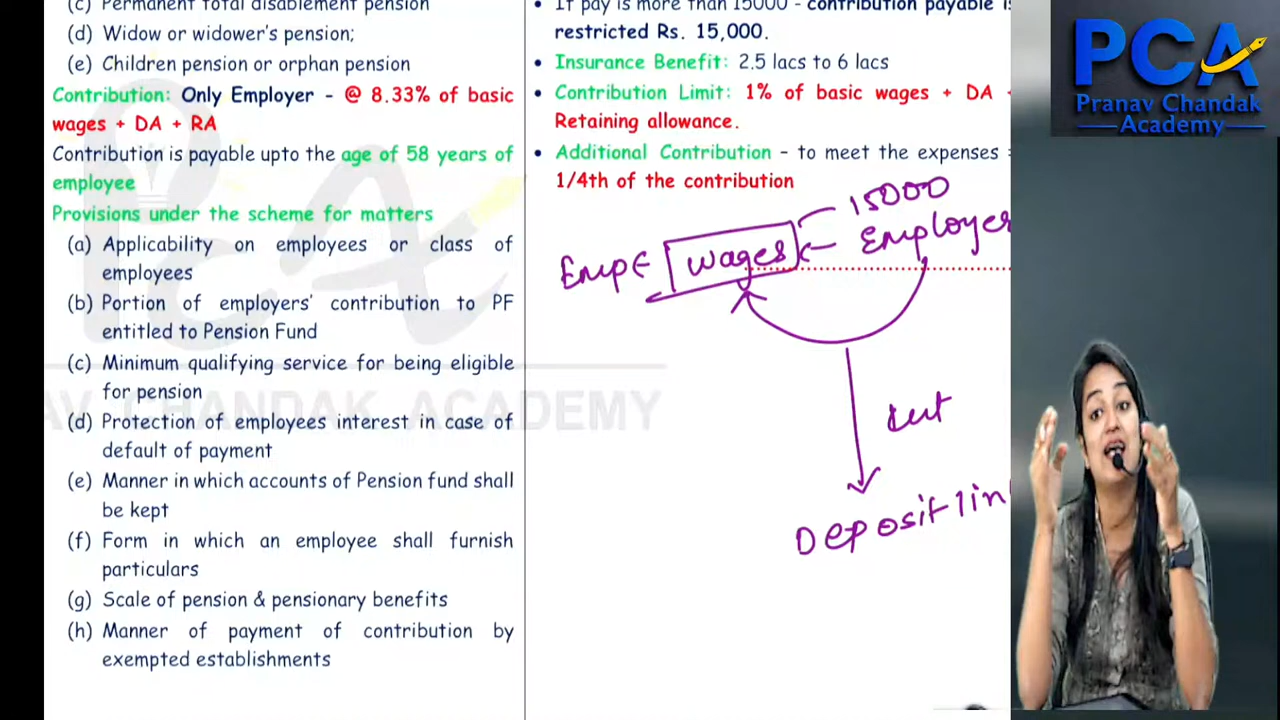 (c) Permanent total disablement pension
(d) Widow or widower's pension;
(e) Children pension or orphan pension
Contribution: Only Employer - @ 8.33% of basic
wages + DA + RA
Contribution is payable upto the age of 58 years of
employee
Provisions under the scheme for matters
(a) Applicability on employees or class of
employees
(b) Portion of employers' contribution to PF
entitled to Pension Fund
(c) Minimum qualifying service for being eligible
for pension
(d) Protection of employees interest in case of
default of payment
(e) Manner in which accounts of Pension fund shall
be kept
(f) Form in which an employee shall furnish
particulars
(g) Scale of pension & pensionary benefits
(h) Manner of payment of contribution by
exempted establishments
• If pay is more than 15000 - contribution payable is
restricted Rs. 15,000.
• Insurance Benefit: 2.5 lacs to 6 lacs
• Contribution Limit: 1% of basic wages + DA +
Retaining allowance.
• Additional Contribution - to meet the expenses =
1/4th of the contribution
15000
Emp wages Employer
Deposit lin
PCA
Pranav Chandak
Academy
PCA
AV CHANDAK ACADEMY